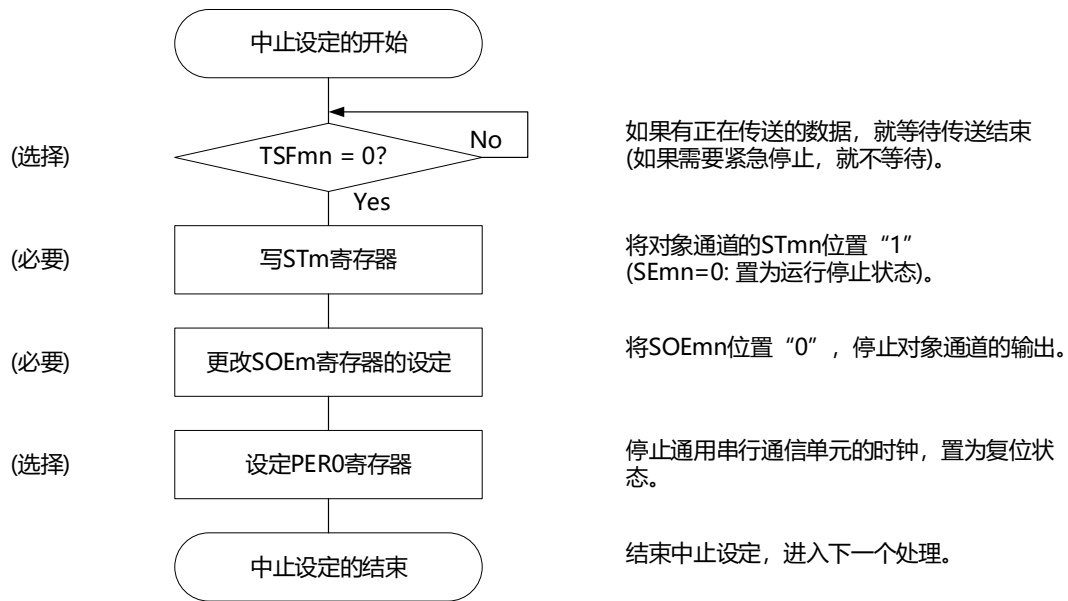 中止设定的开始
No
(选择)
TSFmn = 0?
如果有正在传送的数据，就等待传送结束
(如果需要紧急停止，就不等待)。
Yes
(必要)
写STm寄存器
将对象通道的STmn位置“1”
(SEmn=0: 置为运行停止状态)。
(必要)
更改SOEm寄存器的设定
将SOEmn位置“0”，停止对象通道的输出。
(选择)
设定PER0寄存器
停止通用串行通信单元的时钟，置为复位状
态。
中止设定的结束
结束中止设定，进入下一个处理。